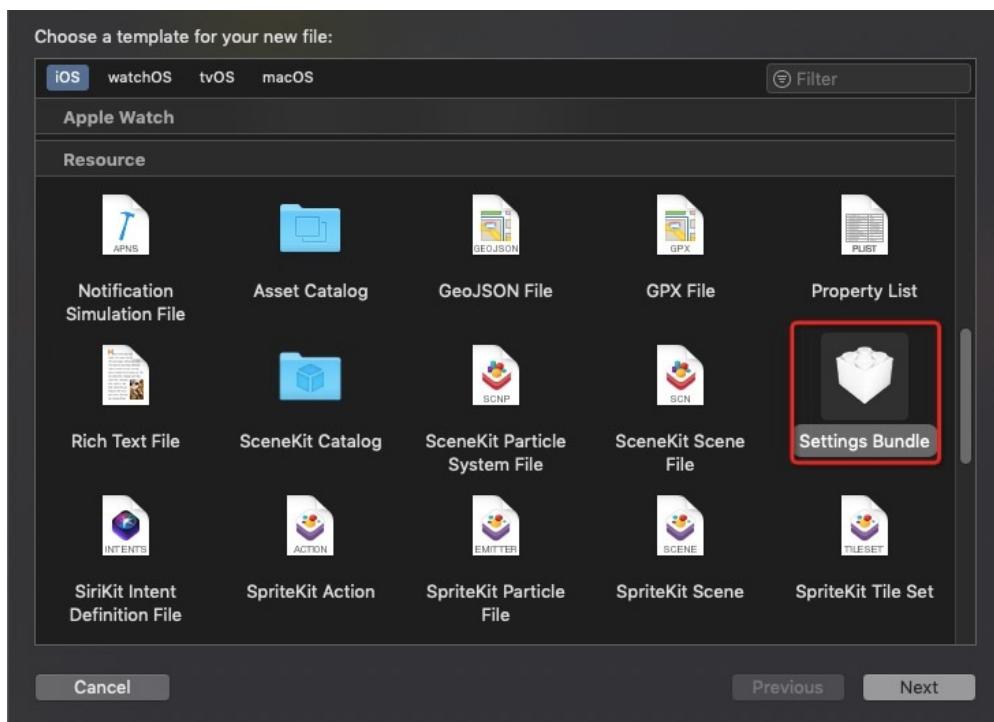 Choose a template for your new file:
iOS watchOS tvOS macOS Filter
Apple Watch
Resource
APNS GEOJSON GPX PLIST
Notification Simulation File Asset Catalog GeoJSON File GPX File Property List
SCNP SCN
Rich Text File SceneKit Catalog SceneKit Particle System File SceneKit Scene File Settings Bundle
INTENTS ACTION EMITTER SCENE TILESET
SiriKit Intent Definition File SpriteKit Action SpriteKit Particle File SpriteKit Scene SpriteKit Tile Set
Cancel Previous Next